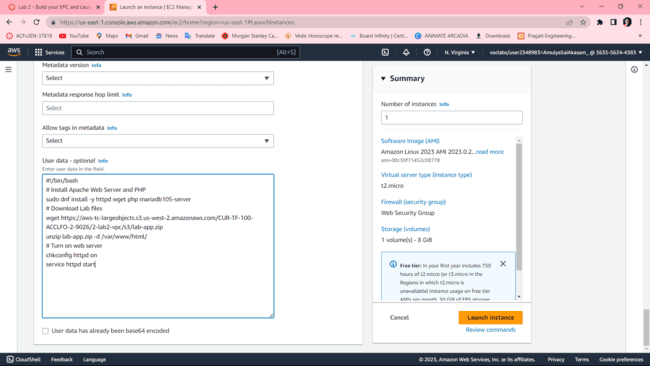 Lab 2 - Build your VPC and Laun
Launch an instance | EC2 Manag
https://us-east-1.console.aws.amazon.com/ec2/home?region=us-east-1#LaunchInstances:
YouTube
Maps
Gmail
News
Translate
Morgan Stanley Ca...
Vedic Horoscope re...
Board Infinity | Cent...
ANIMATE ARCADIA
Downloads
Pragati Engineering...
aws
Services
Search
[Alt+S]
N. Virginia
Metadata version Info
Select
Metadata response hop limit Info
Select
Allow tags in metadata Info
Select
User data - optional Info
Enter user data in the field.
#!/bin/bash
# Install Apache Web Server and PHP
sudo dnf install -y httpd wget php mariadb105-server
# Download Lab files
wget https://aws-tc-largeobjects.s3.us-west-2.amazonaws.com/CUR-TF-100-
ACCLFO-2-9026/2-lab2-vpc/s3/lab-app.zip
unzip lab-app.zip -d /var/www/html/
# Turn on web server
chkconfig httpd on
service httpd start
User data has already been base64 encoded
Summary
Number of instances Info
1
Software Image (AMI)
Amazon Linux 2023 AMI 2023.0.2...read more
ami-00c39f71452c08778
Virtual server type (instance type)
t2.micro
Firewall (security group)
Web Security Group
Storage (volumes)
1 volume(s) - 8 GiB
Free tier: In your first year includes 750
hours of t2.micro (or t3.micro in the
Regions in which t2.micro is
unavailable) instance usage on free tier
AMIs per month, 30 GiB of EBS storage,
Cancel
Launch instance
Review commands
CloudShell
Feedback
Language
© 2023, Amazon Web Services, Inc. or its affiliates.
Privacy
Terms
Cookie preferences